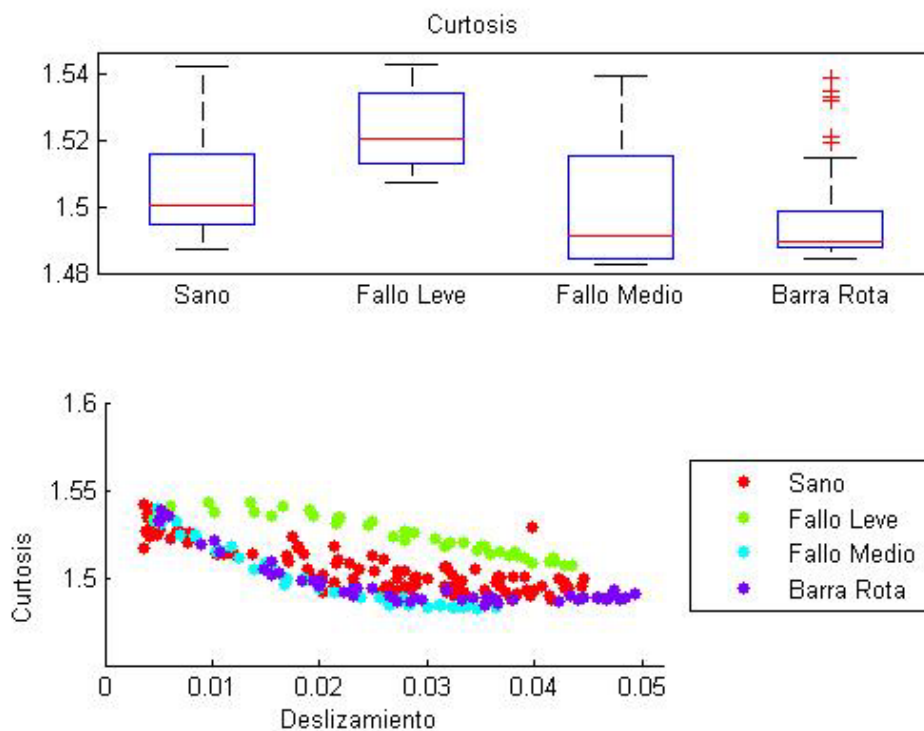 Curtosis
1.54
1.52
1.5
1.48
Sano Fallo Leve Fallo Medio Barra Rota
1.6
1.55
1.5
Curtosis
0 0.01 0.02 0.03 0.04 0.05
Deslizamiento
Sano
Fallo Leve
Fallo Medio
Barra Rota